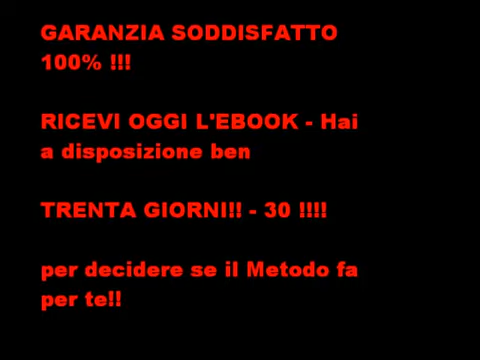 GARANZIA SODDISFATTO
100% !!!
RICEVI OGGI L'EBOOK - Hai
a disposizione ben
TRENTA GIORNI!! - 30 !!!!
per decidere se il Metodo fa
per te!!